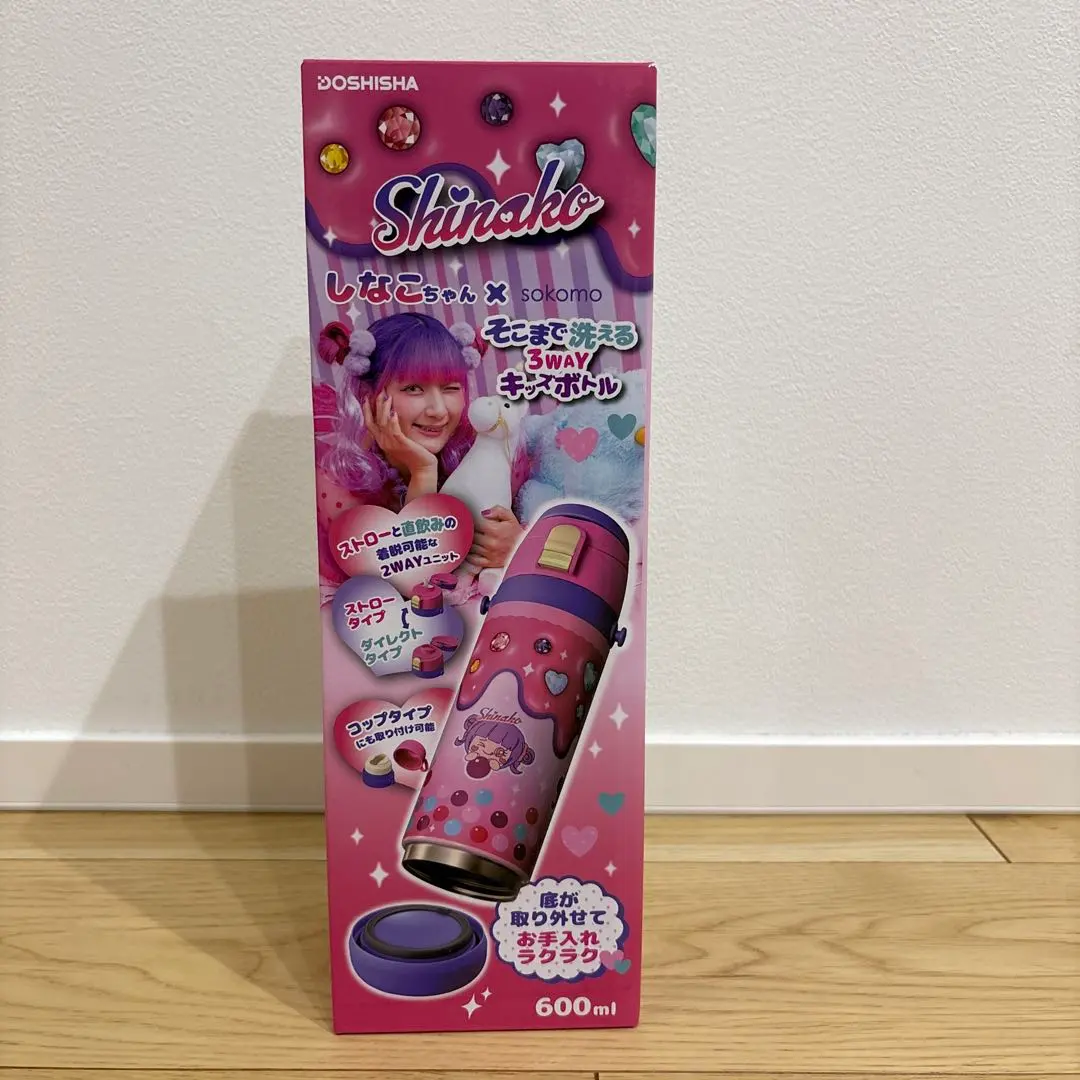 DOSHISHA
Shinako
しなこちゃん×sokomo
そこまで洗える
3WAY
キッズボトル
ストローと直飲みの
着脱可能な
2WAYユニット
ストロー
タイプ
ダイレクト
タイプ
コップタイプ
にも取り付け可能
Shinako
底が
取り外せて
お手入れ
ラクラク
600ml